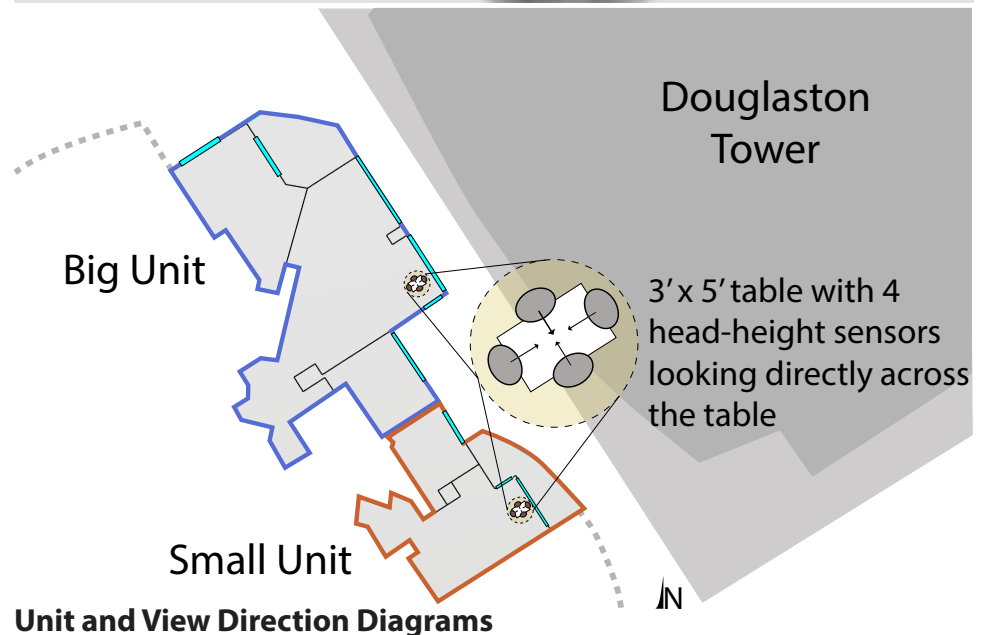 Douglaston
Tower
Big Unit
3' x 5' table with 4
head-height sensors
looking directly across
the table
Small Unit
N
Unit and View Direction Diagrams